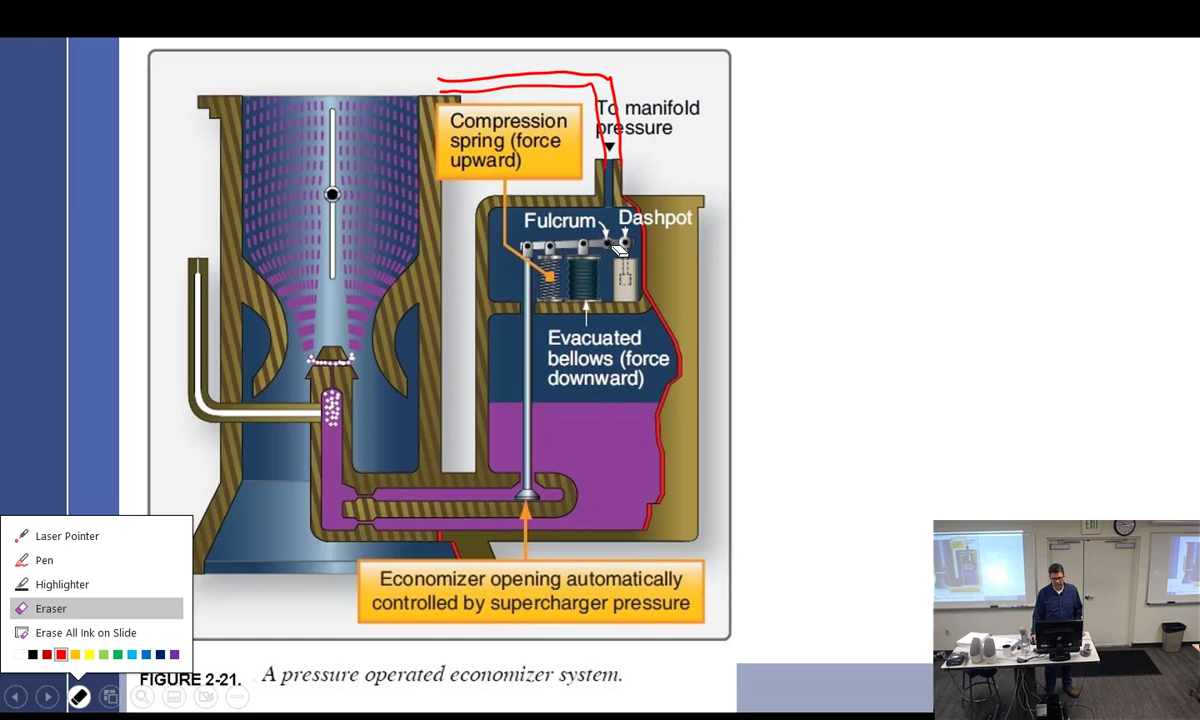 To manifold
pressure
Compression
spring (force
upward)
Fulcrum
Dashpot
Evacuated
bellows (force
downward)
Economizer opening automatically
controlled by supercharger pressure
Laser Pointer
Pen
Highlighter
Eraser
Erase All Ink on Slide
FIGURE 2-21. A pressure operated economizer system.
EXIT